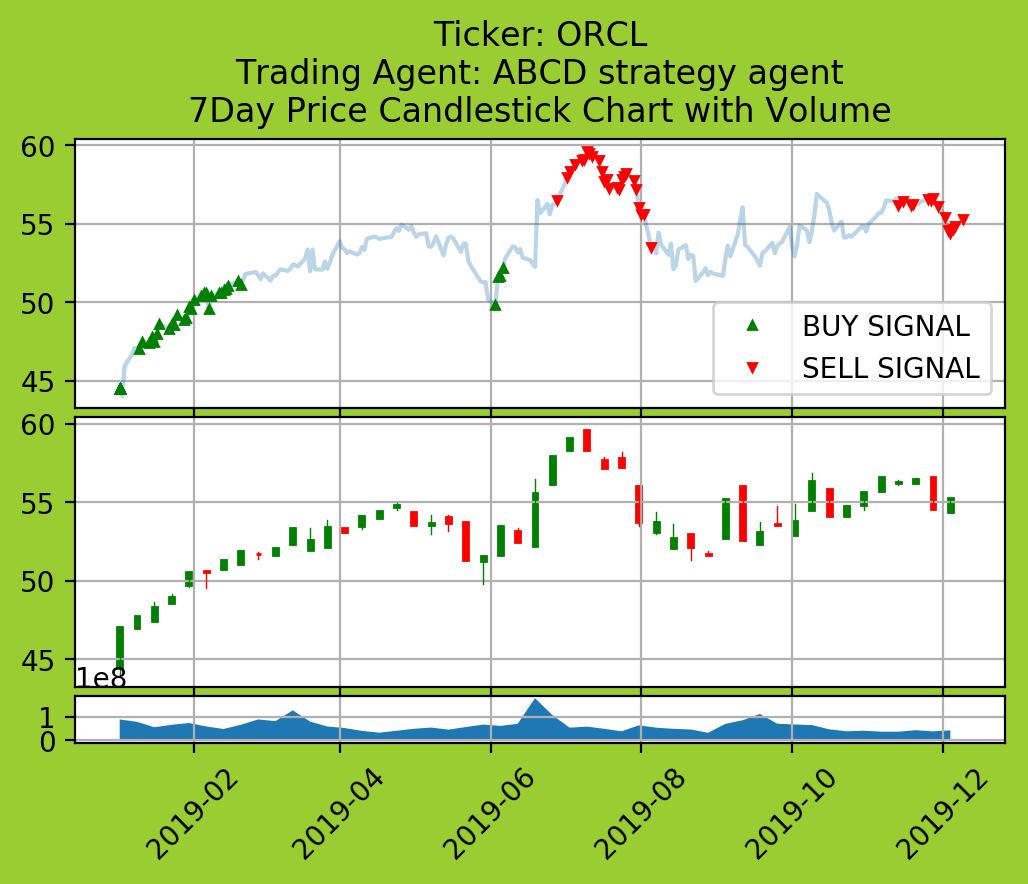 Ticker: ORCL
Trading Agent: ABCD strategy agent
7Day Price Candlestick Chart with Volume
60
55
50
45
BUY SIGNAL
SELL SIGNAL
60
55
50
45
1e8
1
0
2019-02
2019-04
2019-06
2019-08
2019-10
2019-12